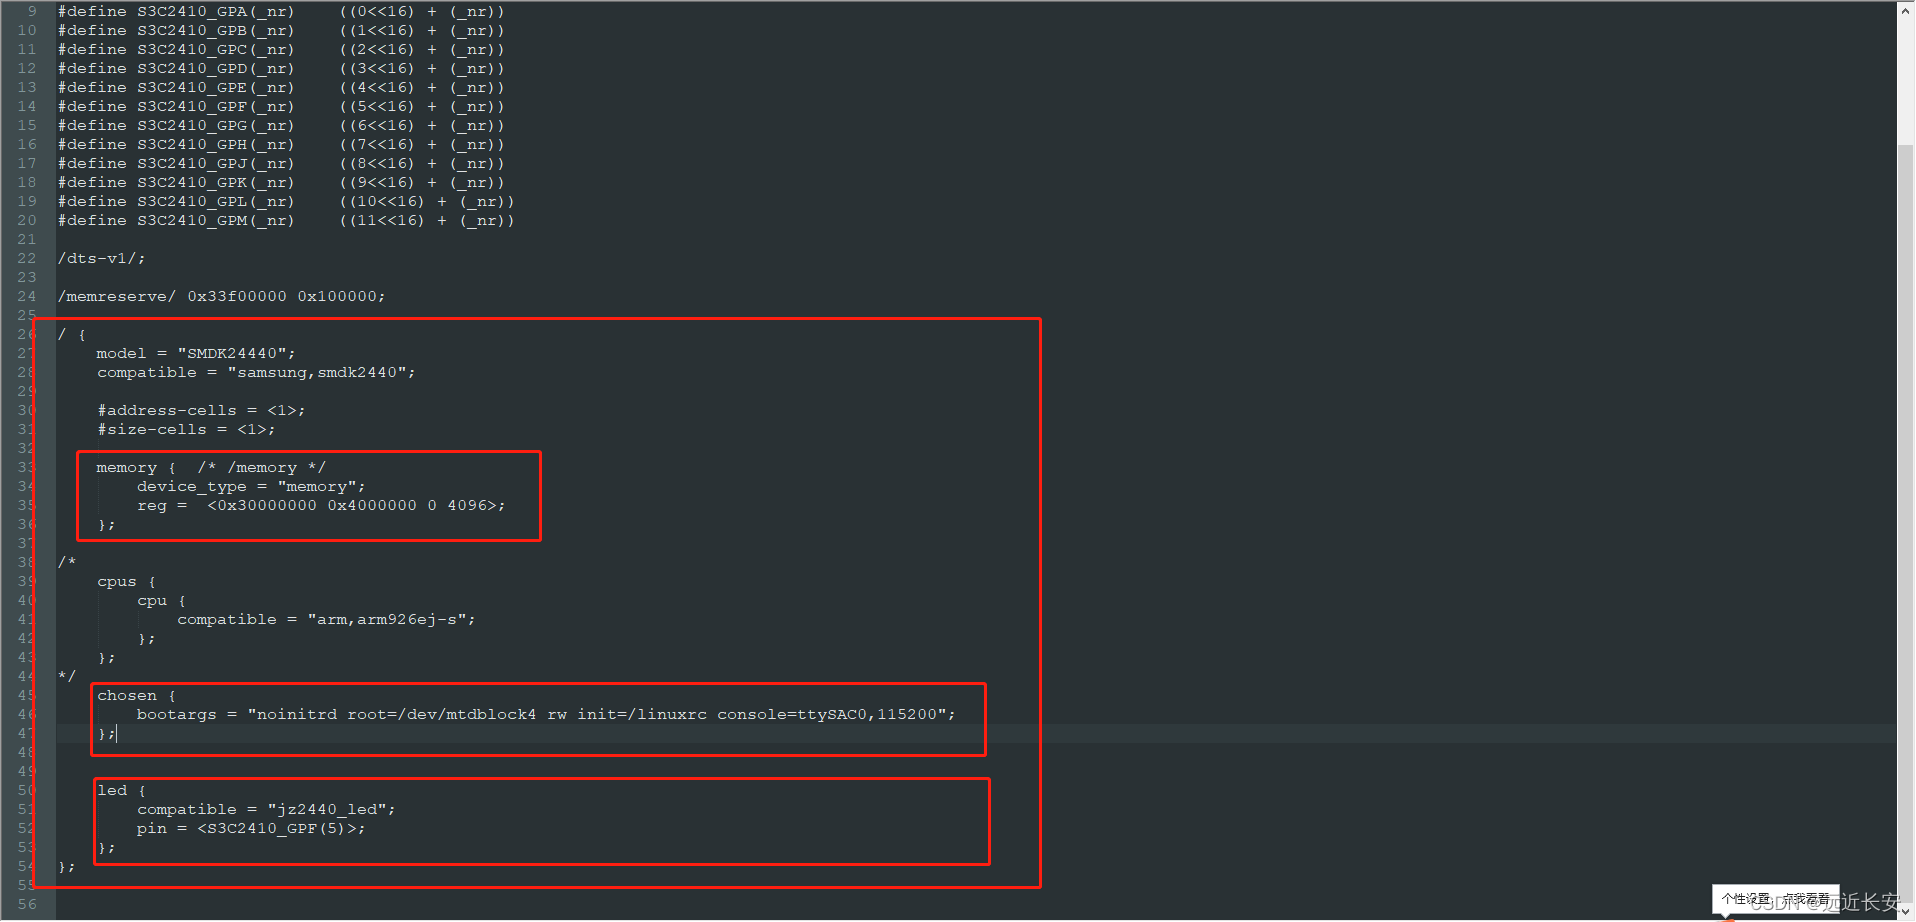 9 #define S3C2410_GPA(_nr) ((0<<16) + (_nr))
10 #define S3C2410_GPB(_nr) ((1<<16) + (_nr))
11 #define S3C2410_GPC(_nr) ((2<<16) + (_nr))
12 #define S3C2410_GPD(_nr) ((3<<16) + (_nr))
13 #define S3C2410_GPE(_nr) ((4<<16) + (_nr))
14 #define S3C2410_GPF(_nr) ((5<<16) + (_nr))
15 #define S3C2410_GPG(_nr) ((6<<16) + (_nr))
16 #define S3C2410_GPH(_nr) ((7<<16) + (_nr))
17 #define S3C2410_GPJ(_nr) ((8<<16) + (_nr))
18 #define S3C2410_GPK(_nr) ((9<<16) + (_nr))
19 #define S3C2410_GPL(_nr) ((10<<16) + (_nr))
20 #define S3C2410_GPM(_nr) ((11<<16) + (_nr))
21
22 /dts-v1/;
23
24 /memreserve/ 0x33f00000 0x100000;
25
26 / {
27 model = "SMDK24440";
28 compatible = "samsung,smdk2440";
29
30 #address-cells = <1>;
31 #size-cells = <1>;
32
33 memory { /* /memory */
34 device_type = "memory";
35 reg = <0x30000000 0x4000000 0 4096>;
36 };
37
38 /*
39 cpus {
40 cpu {
41 compatible = "arm,arm926ej-s";
42 };
43 };
44 */
45 chosen {
46 bootargs = "noinitrd root=/dev/mtdblock4 rw init=/linuxrc console=ttySAC0,115200";
47 };
48
49
50 led {
51 compatible = "jz2440_led";
52 pin = <S3C2410_GPF(5)>;
53 };
54 };
55
56
个性设置，点我看看
CSDN @远近长安